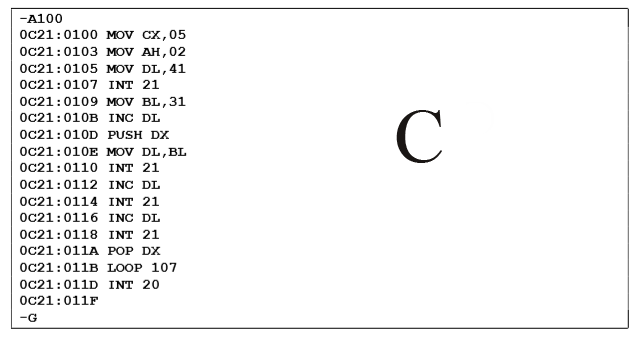 -A100
0C21:0100 MOV CX,05
0C21:0103 MOV AH,02
0C21:0105 MOV DL,41
0C21:0107 INT 21
0C21:0109 MOV BL,31
0C21:010B INC DL
0C21:010D PUSH DX
0C21:010E MOV DL,BL
0C21:0110 INT 21
0C21:0112 INC DL
0C21:0114 INT 21
0C21:0116 INC DL
0C21:0118 INT 21
0C21:011A POP DX
0C21:011B LOOP 107
0C21:011D INT 20
0C21:011F
-G
C